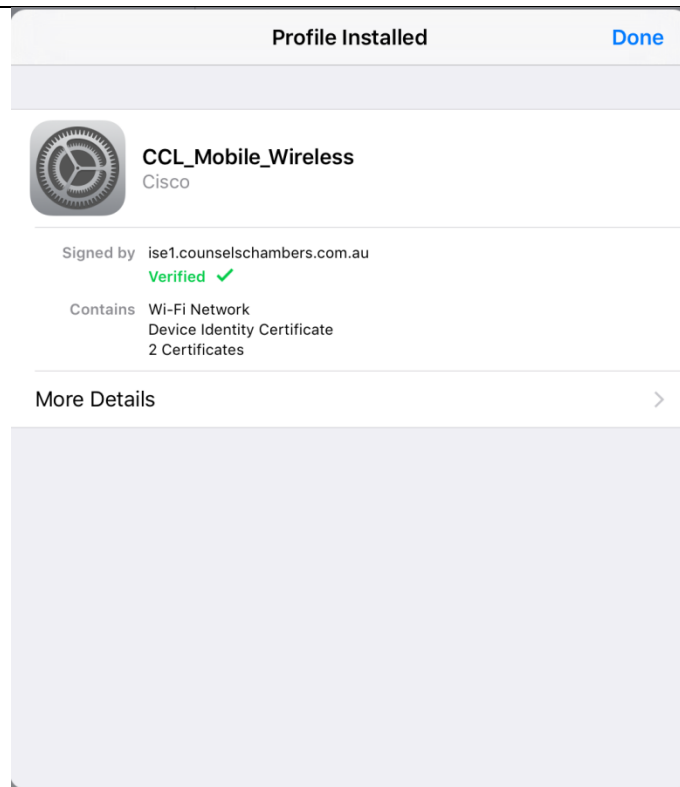 Profile Installed
Done
CCL_Mobile_Wireless
Cisco
Signed by ise1.counselschambers.com.au
Verified ✓
Contains Wi-Fi Network
Device Identity Certificate
2 Certificates
More Details